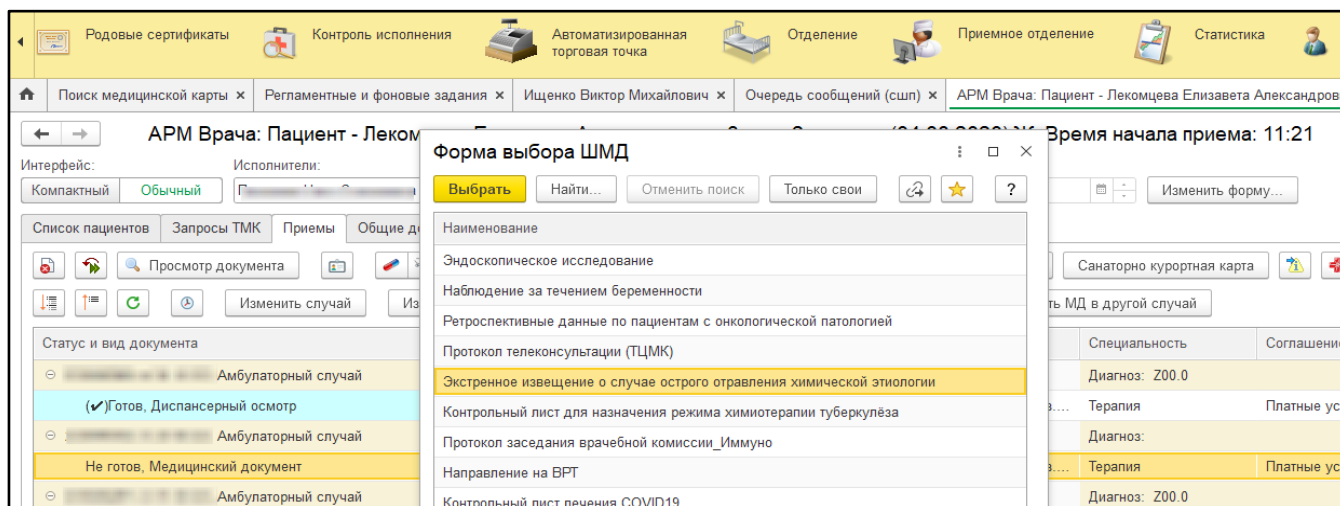 Родовые сертификаты
Контроль исполнения
Автоматизированная
торговая точка
Отделение
Приемное отделение
Статистика
Поиск медицинской карты ×
Регламентные и фоновые задания ×
Ищенко Виктор Михайлович ×
Очередь сообщений (сшп) ×
АРМ Врача: Пациент - Лекомцева Елизавета Александров
АРМ Врача: Пациент - Леком
Время начала приема: 11:21
Форма выбора ШМД
Интерфейс:
Исполнители:
Компактный
Обычный
Выбрать
Найти...
Отменить поиск
Только свои
?
Изменить форму...
Список пациентов
Запросы ТМК
Приемы
Общие д
Наименование
Просмотр документа
Эндоскопическое исследование
Санаторно курортная карта
Наблюдение за течением беременности
Изменить случай
Из
ть МД в другой случай
Ретроспективные данные по пациентам с онкологической патологией
Статус и вид документа
Протокол телеконсультации (ТЦМК)
Специальность
Соглашени
Амбулаторный случай
Экстренное извещение о случае острого отравления химической этиологии
Диагноз: Z00.0
(✔)Готов, Диспансерный осмотр
Контрольный лист для назначения режима химиотерапии туберкулёза
Терапия
Платные ус
Амбулаторный случай
Протокол заседания врачебной комиссии_Иммуно
Диагноз:
Не готов, Медицинский документ
Направление на ВРТ
Терапия
Платные ус
Амбулаторный случай
Контрольный лист лечения COVID19
Диагноз: Z00.0